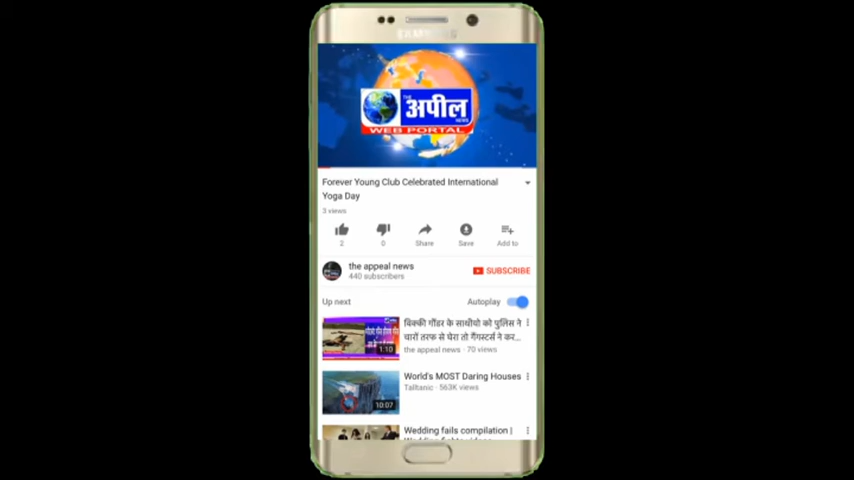 SAMSUNG
THE
अपील
NEWS
WEB PORTAL
Forever Young Club Celebrated International
Yoga Day
3 views
2
0
Share
Save
Add to
the appeal news
440 subscribers
SUBSCRIBE
Up next
Autoplay
विक्की गौंडर के साथीयो को पुलिस ने
चारों तरफ से घेरा तो गैंगस्टर्स ने कर...
the appeal news · 70 views
1:10
World's MOST Daring Houses
Talltanic · 563K views
10:07
Wedding fails compilation |